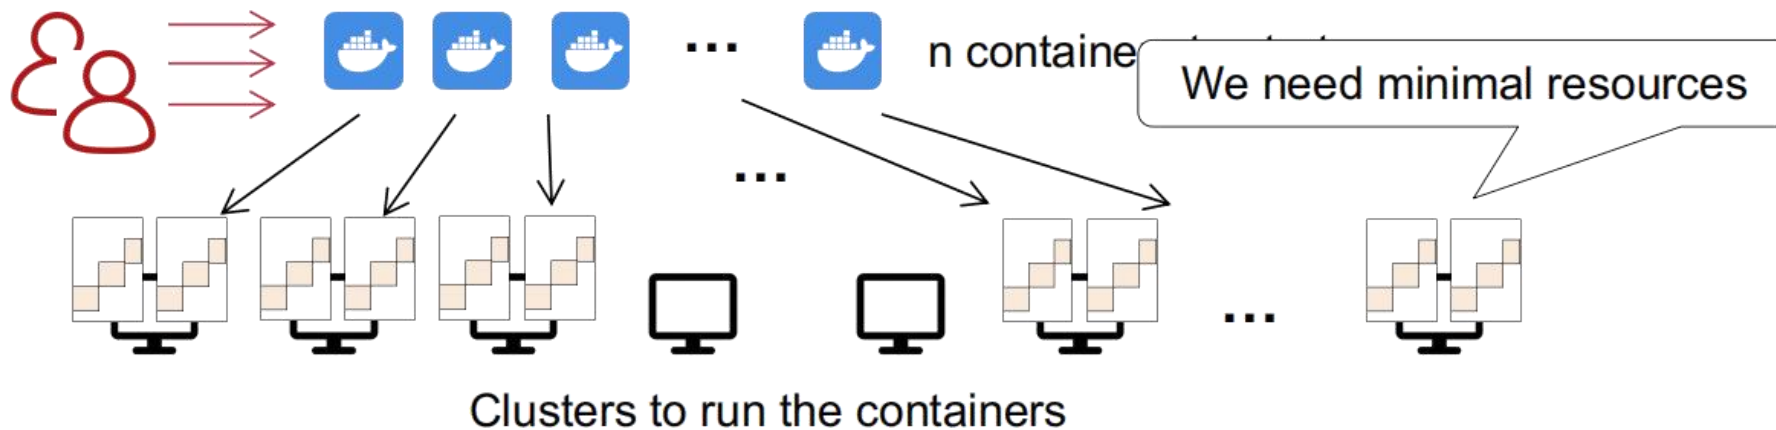 ... n containe
We need minimal resources
...
...
Clusters to run the containers